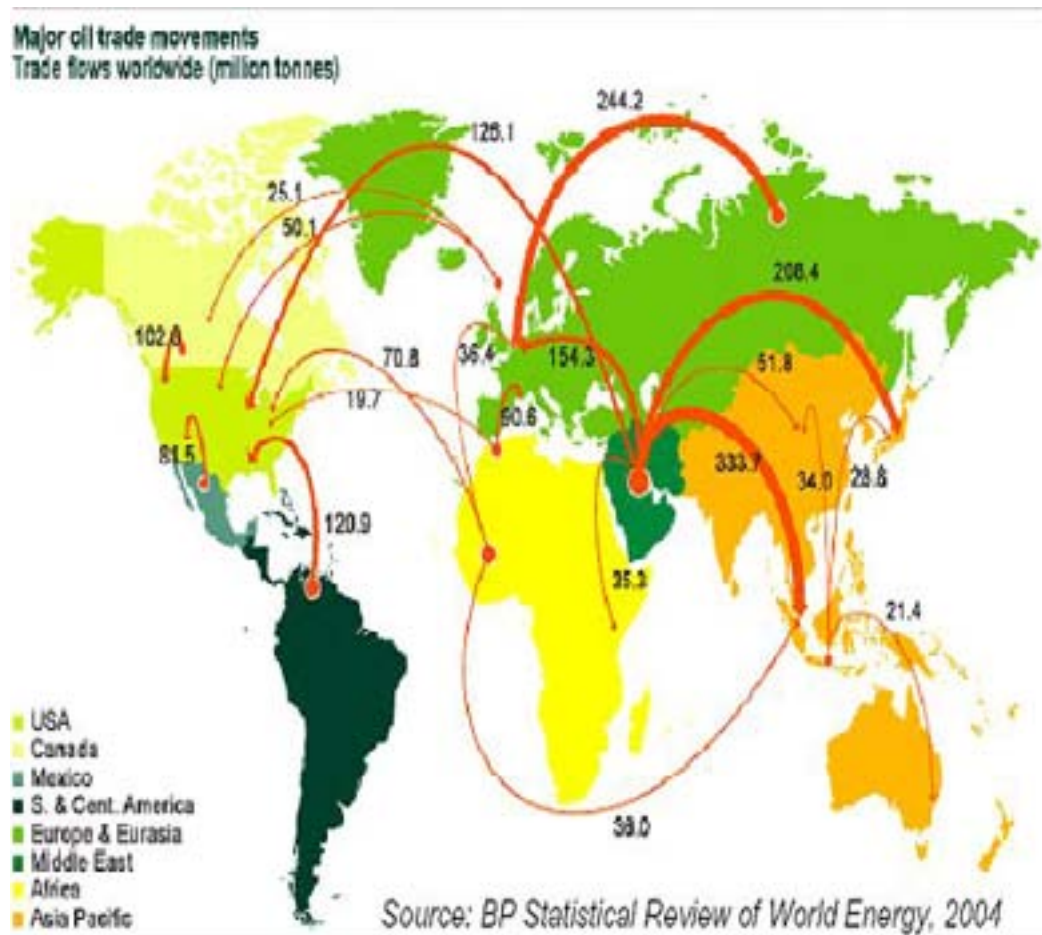 Major oil trade movements
Trade flows worldwide (million tonnes)
244.2
126.1
25.1
50.1
208.4
102.8
70.8
36.4
154.3
51.8
19.7
90.6
81.5
333.7
34.0
28.8
120.9
35.3
21.4
38.0
USA
Canada
Mexico
S. & Cent. America
Europe & Eurasia
Middle East
Africa
Asia Pacific
Source: BP Statistical Review of World Energy, 2004